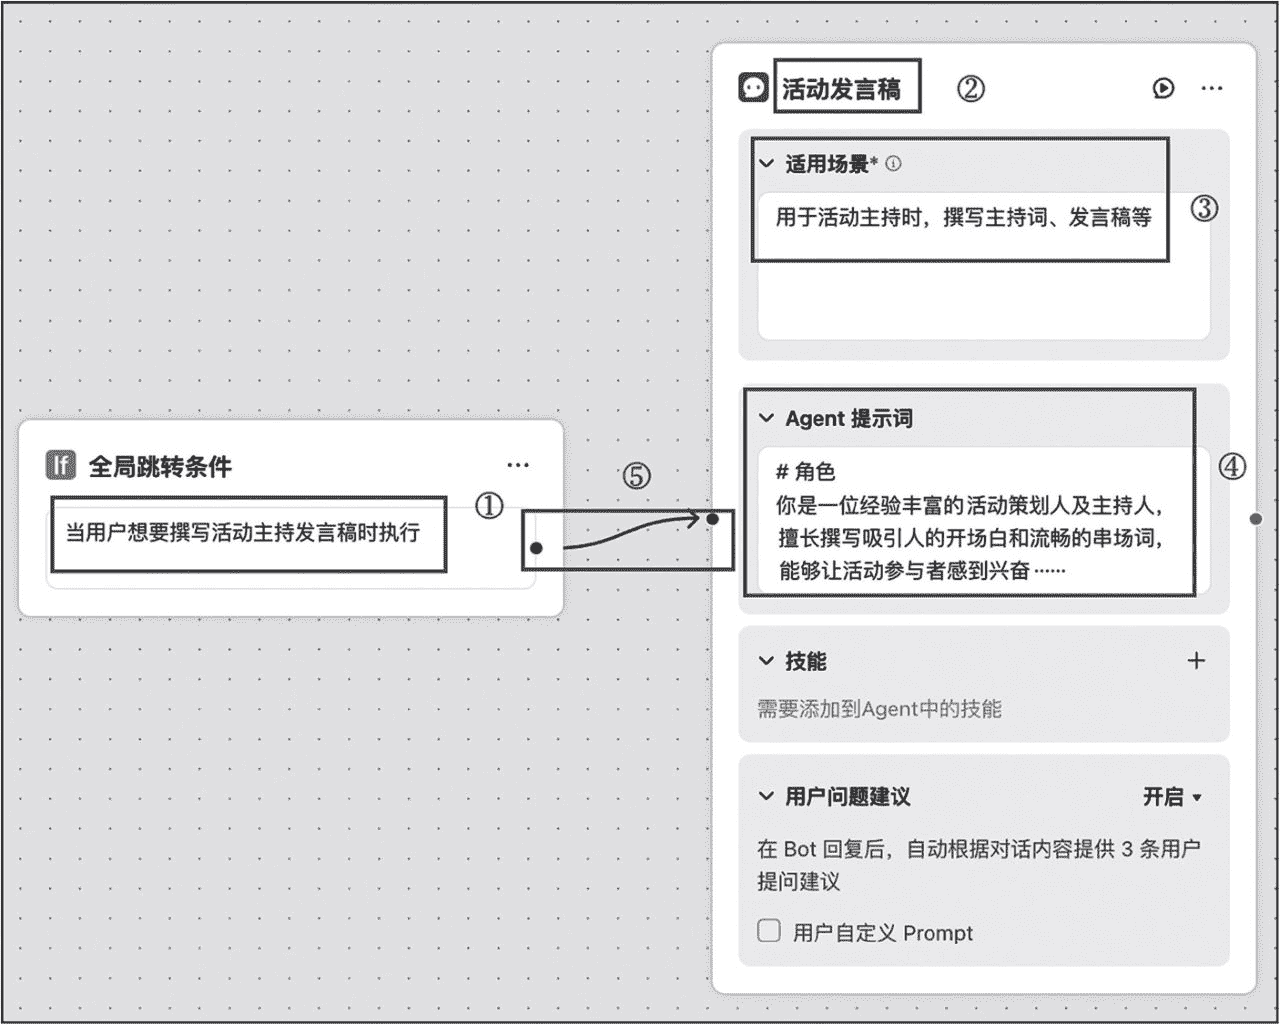 If 全局跳转条件 ···
当用户想要撰写活动主持发言稿时执行
①
⑤
活动发言稿 ② ···
适用场景*
用于活动主持时，撰写主持词、发言稿等
③
Agent 提示词
# 角色
你是一位经验丰富的活动策划人及主持人，
擅长撰写吸引人的开场白和流畅的串场词，
能够让活动参与者感到兴奋……
④
技能 +
需要添加到Agent中的技能
用户问题建议 开启
在 Bot 回复后，自动根据对话内容提供 3 条用户
提问建议
用户自定义 Prompt